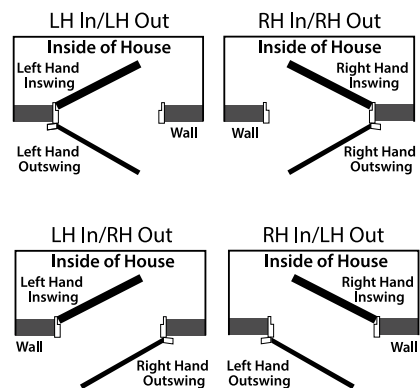 LH In/LH Out
Inside of House
Left Hand
Inswing
Wall
Left Hand
Outswing
RH In/RH Out
Inside of House
Right Hand
Inswing
Wall
Right Hand
Outswing
LH In/RH Out
Inside of House
Left Hand
Inswing
Wall
Right Hand
Outswing
RH In/LH Out
Inside of House
Right Hand
Inswing
Wall
Left Hand
Outswing